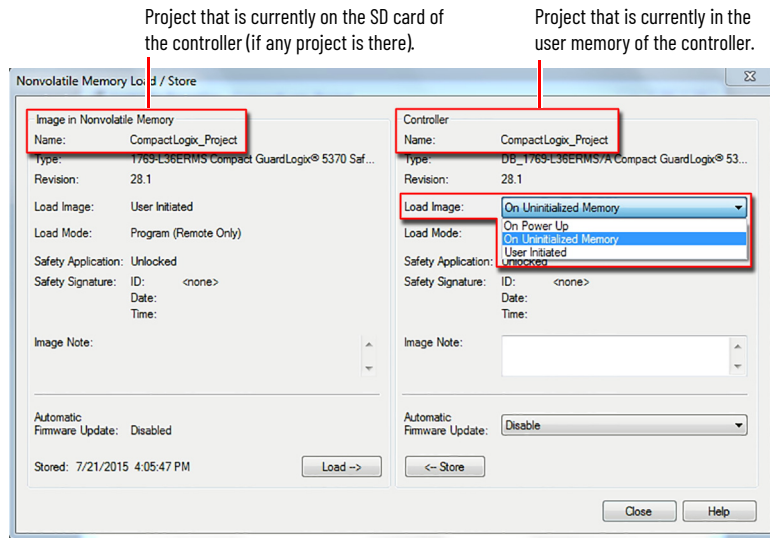 Project that is currently on the SD card of
the controller (if any project is there).
Project that is currently in the
user memory of the controller.
Nonvolatile Memory Load / Store
Image in Nonvolatile Memory
Name: CompactLogix_Project
Type: 1769-L36ERMS Compact GuardLogix® 5370 Saf...
Revision: 28.1
Load Image: User Initiated
Load Mode: Program (Remote Only)
Safety Application: Unlocked
Safety Signature: ID: <none>
Date:
Time:
Image Note:
Automatic
Firmware Update: Disabled
Stored: 7/21/2015 4:05:47 PM
Load -->
Controller
Name: CompactLogix_Project
Type: DB_1769-L36ERMS/A Compact GuardLogix® 53...
Revision: 28.1
Load Image: On Uninitialized Memory
On Power Up
Load Mode: On Uninitialized Memory
User Initiated
Safety Application: Unlocked
Safety Signature: ID: <none>
Date:
Time:
Image Note:
Automatic
Firmware Update: Disable
<-- Store
Close Help